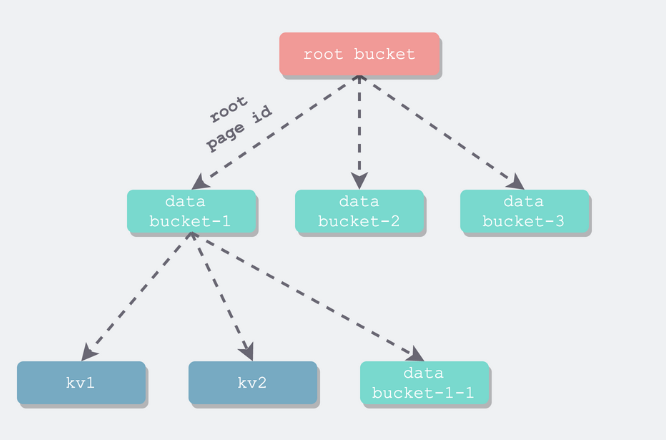 root bucket
root
page id
data
bucket-1
data
bucket-2
data
bucket-3
kv1
kv2
data
bucket-1-1